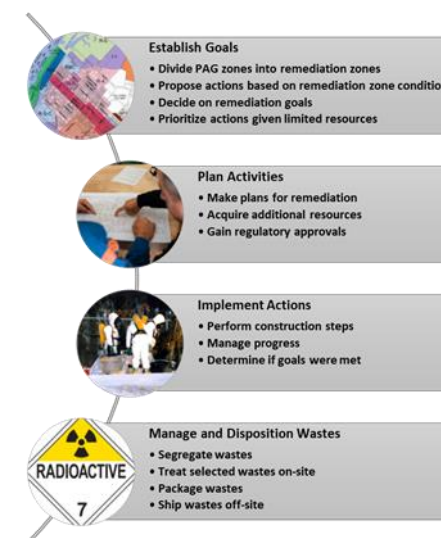 Establish Goals
• Divide PAG zones into remediation zones
• Propose actions based on remediation zone conditio
• Decide on remediation goals
• Prioritize actions given limited resources
Plan Activities
• Make plans for remediation
• Acquire additional resources
• Gain regulatory approvals
Implement Actions
• Perform construction steps
• Manage progress
• Determine if goals were met
Manage and Disposition Wastes
• Segregate wastes
• Treat selected wastes on-site
• Package wastes
• Ship wastes off-site
RADIOACTIVE
7